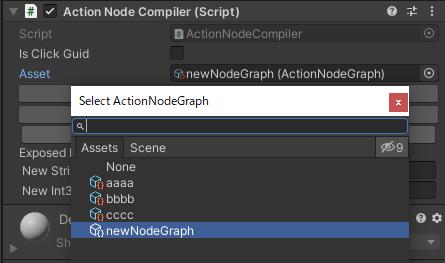 Action Node Compiler (Script)
Script
ActionNodeCompiler
Is Click Guid
Asset
newNodeGraph (ActionNodeGraph)
Select ActionNodeGraph
x
Assets
Scene
9
None
aaaa
bbbb
cccc
newNodeGraph
Exposed
New Stri
New Int3
De
Sh